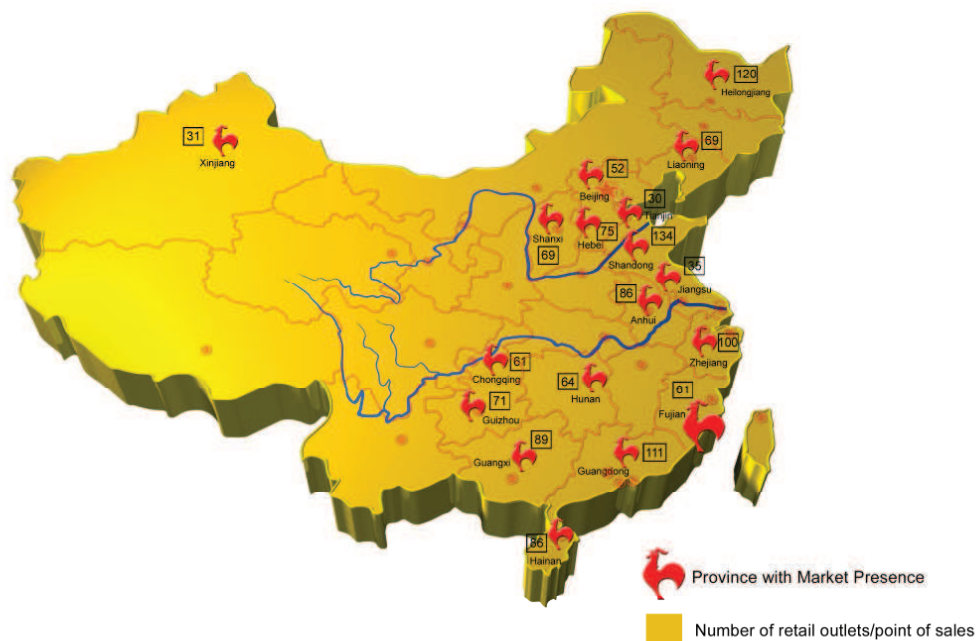 120
Heilongjiang
31
Xinjiang
69
Liaoning
52
Beijing
30
Tianjin
Shanxi
69
75
Hebei
134
Shandong
35
Jiangsu
86
Anhui
100
Zhejiang
61
Chongqing
64
Hunan
61
Fujian
71
Guizhou
89
Guangxi
111
Guangdong
86
Hainan
Province with Market Presence
Number of retail outlets/point of sales